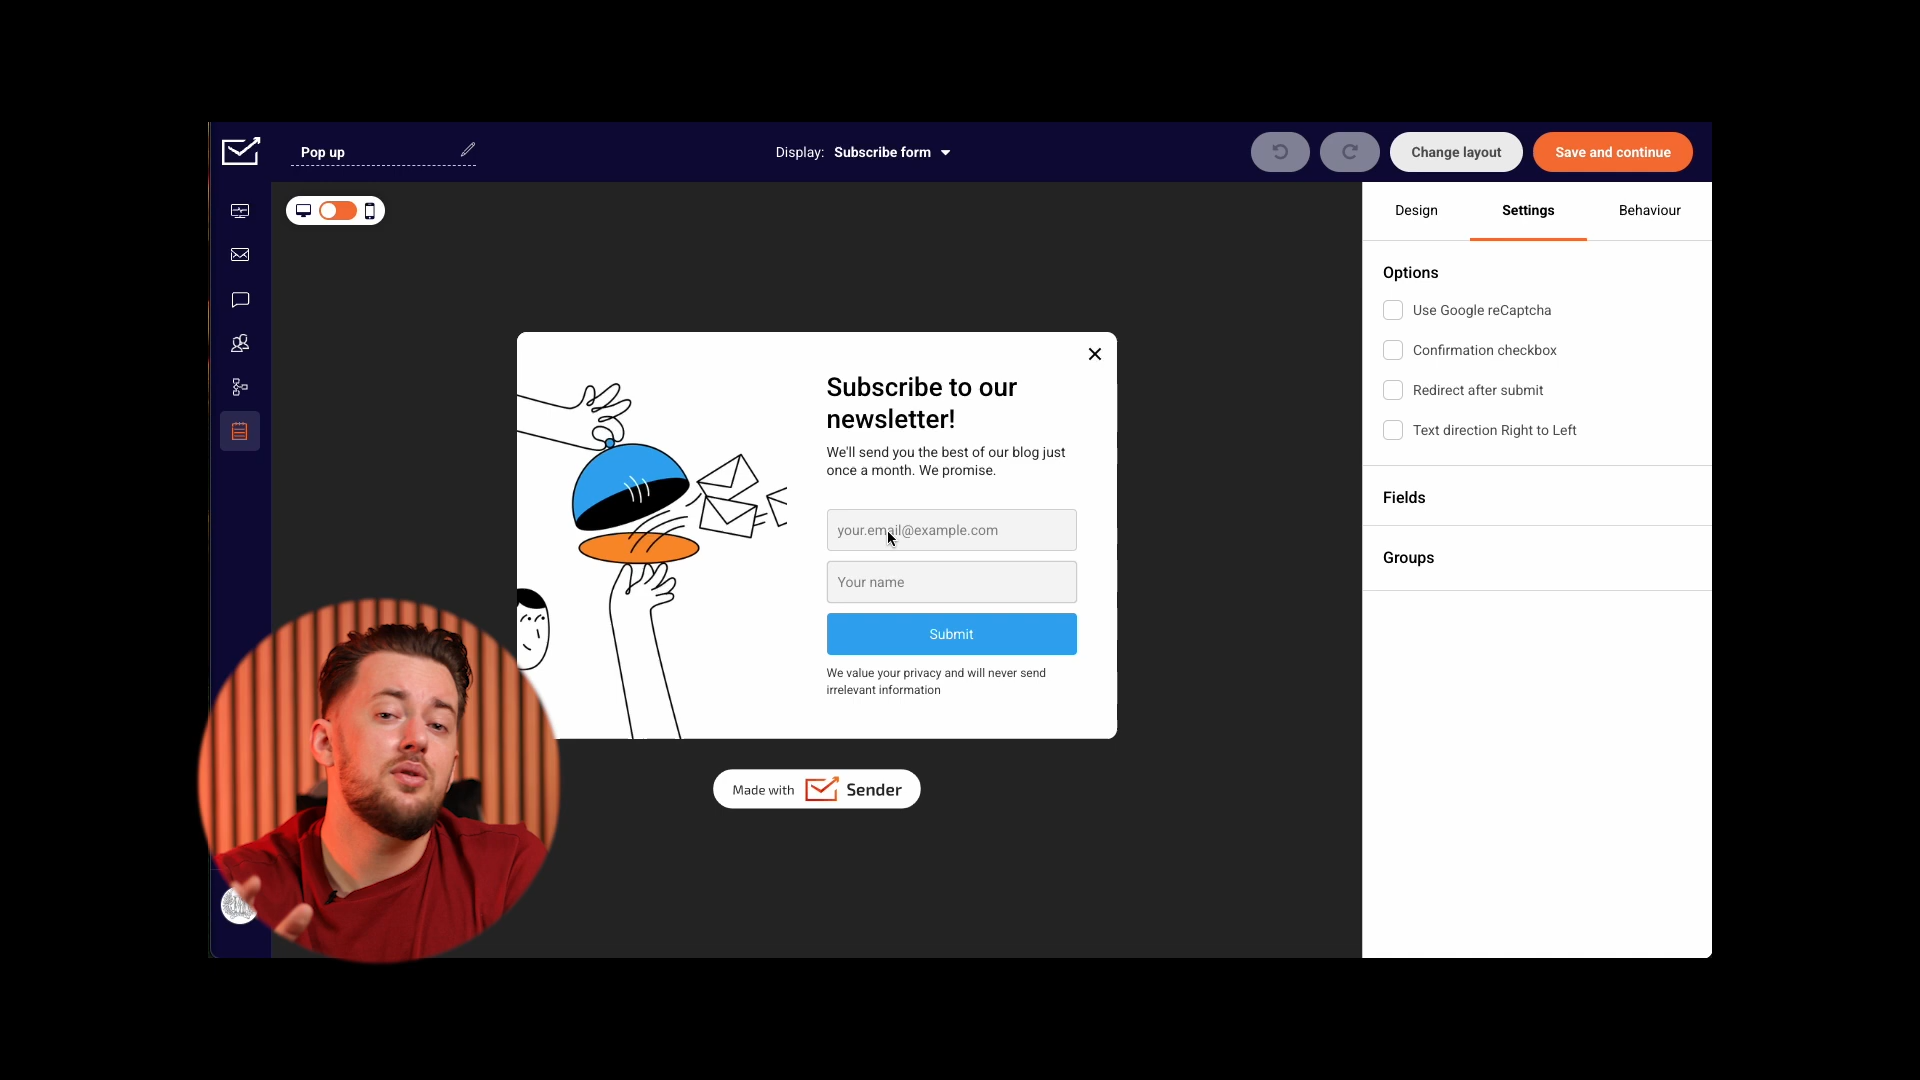 Pop up
Display: Subscribe form
Change layout
Save and continue
Design
Settings
Behaviour
Options
Use Google reCaptcha
Confirmation checkbox
Redirect after submit
Text direction Right to Left
Fields
Groups
Subscribe to our
newsletter!
We'll send you the best of our blog just
once a month. We promise.
your.email@example.com
Your name
Submit
We value your privacy and will never send
irrelevant information
Made with Sender